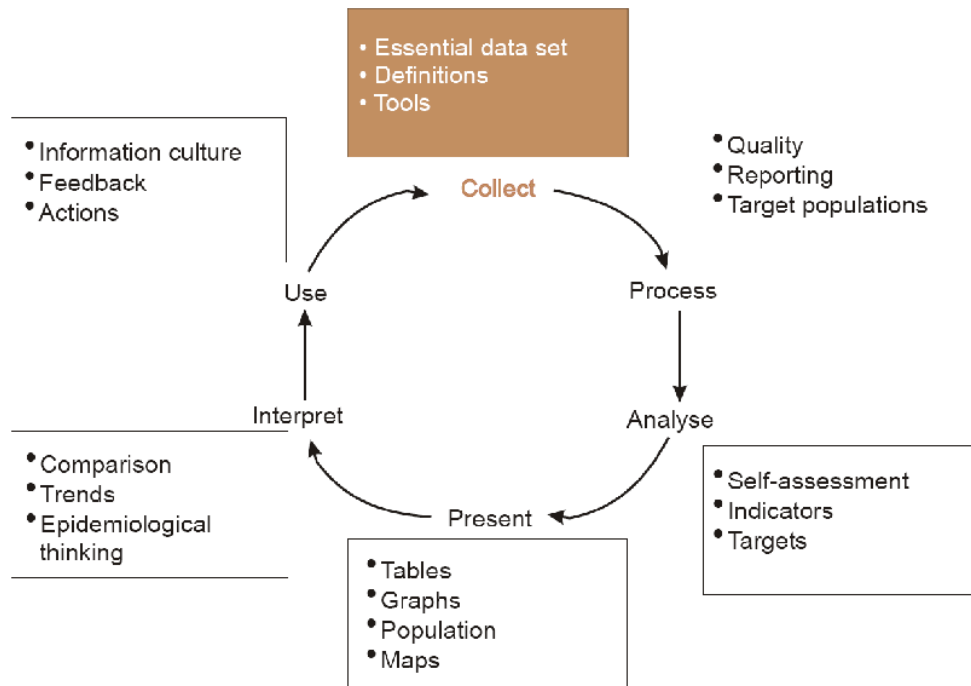 • Essential data set
• Definitions
• Tools
Collect
• Quality
• Reporting
• Target populations
Process
Analyse
• Self-assessment
• Indicators
• Targets
Present
• Tables
• Graphs
• Population
• Maps
Interpret
• Comparison
• Trends
• Epidemiological
thinking
Use
• Information culture
• Feedback
• Actions